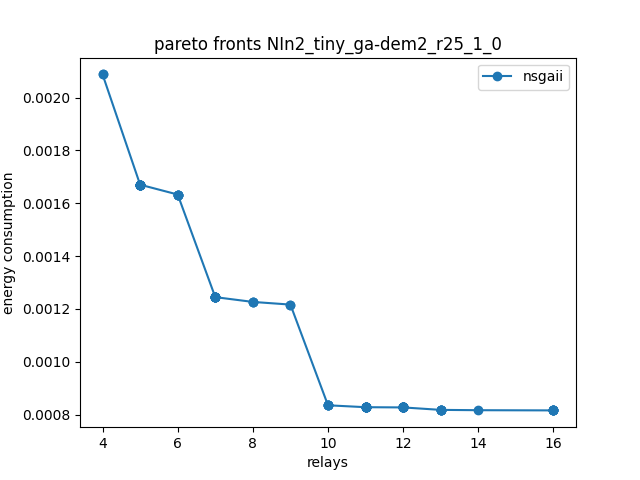 pareto fronts NIn2_tiny_ga-dem2_r25_1_0
nsgaii
energy consumption
0.0020
0.0018
0.0016
0.0014
0.0012
0.0010
0.0008
4 6 8 10 12 14 16
relays